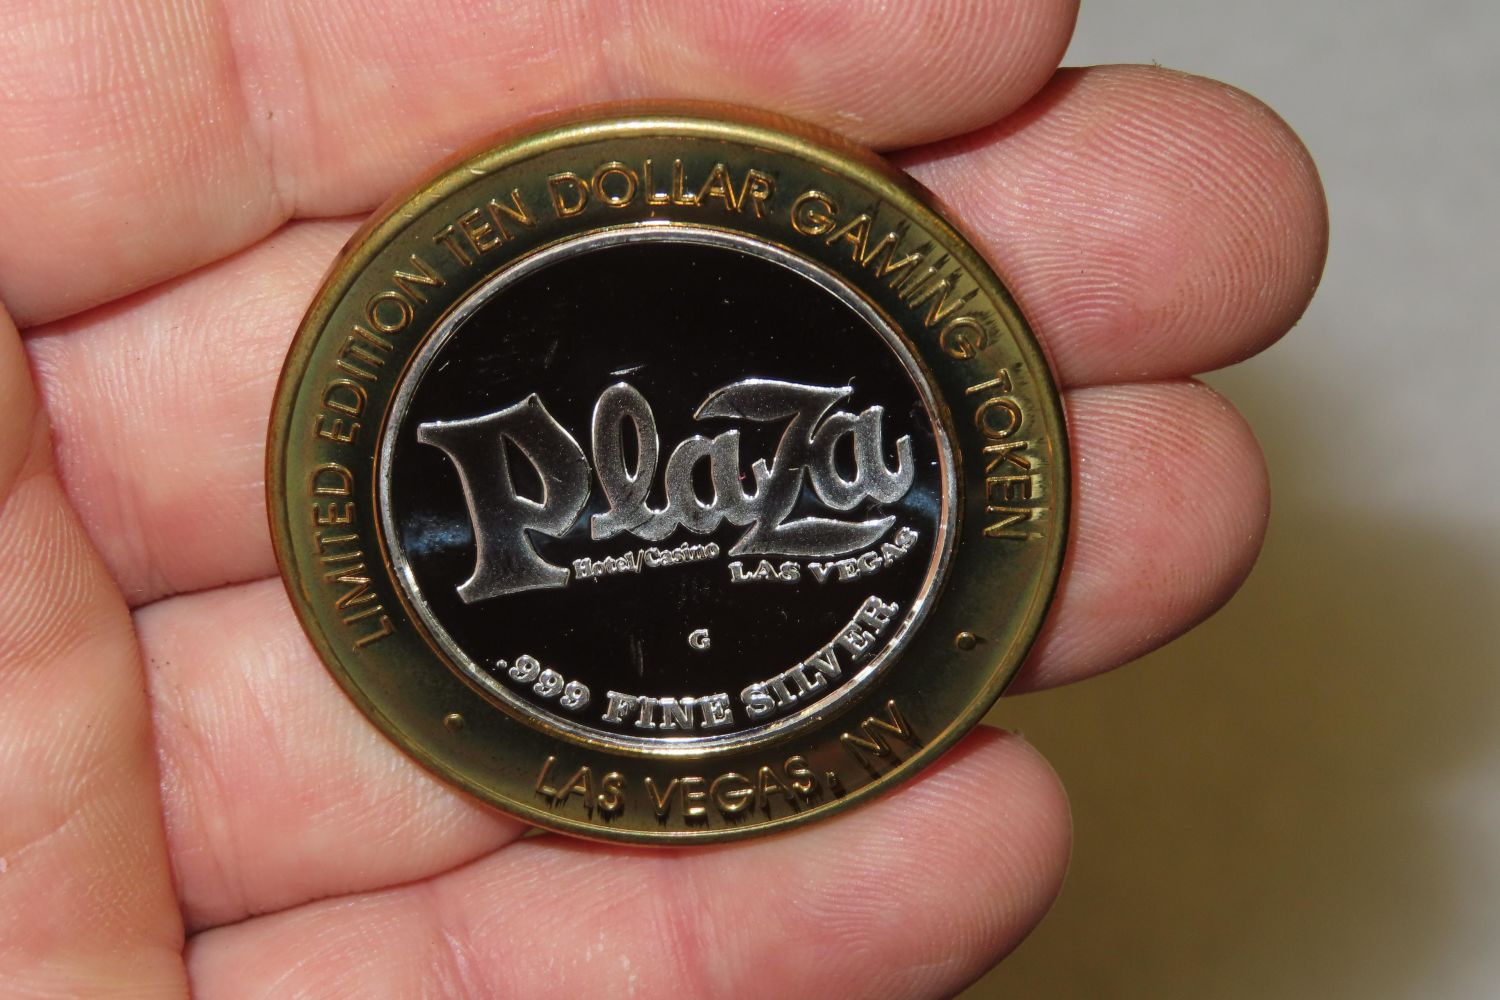 LIMITED EDITION TEN DOLLAR GAMING TOKEN
PlaZa
Hotel/Casino
LAS VEGAS
G
.999 FINE SILVER
LAS VEGAS, NV